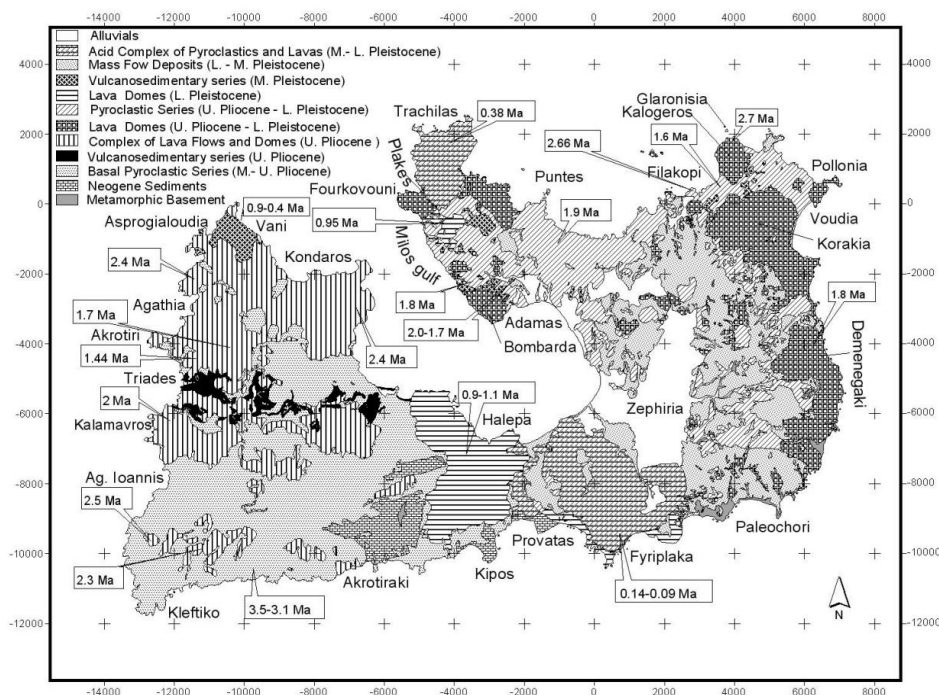 -14000 -12000 -10000 -8000 -6000 -4000 -2000 0 2000 4000 6000 8000
Alluvials
Acid Complex of Pyroclastics and Lavas (M.- L. Pleistocene)
Mass Fow Deposits (L. - M. Pleistocene)
Vulcanosedimentary series (M. Pleistocene)
Lava Domes (L. Pleistocene)
Pyroclastic Series (U. Pliocene - L. Pleistocene)
Lava Domes (U. Pliocene - L. Pleistocene)
Complex of Lava Flows and Domes (U. Pliocene )
Vulcanosedimentary series (U. Pliocene)
Basal Pyroclastic Series (M.- U. Pliocene)
Neogene Sediments
Metamorphic Basement
4000 4000
2000 2000
0 0
-2000 -2000
-4000 -4000
-6000 -6000
-8000 -8000
-10000 -10000
-12000 -12000
Trachilas
0.38 Ma
Glaronisia
Kalogeros
2.7 Ma
1.6 Ma
2.66 Ma
Filakopi
Pollonia
Plakes
Fourkovouni
Puntes
Voudia
Korakia
0.9-0.4 Ma
0.95 Ma
1.9 Ma
Asprogialoudia
Vani
Kondaros
Milos gulf
2.4 Ma
Agathia
1.7 Ma
1.8 Ma
1.8 Ma
2.0-1.7 Ma
Adamas
Bombarda
Demenegaki
Akrotiri
1.44 Ma
2.4 Ma
Triades
2 Ma
Kalamavros
0.9-1.1 Ma
Halepa
Zephiria
Ag. Ioannis
2.5 Ma
2.3 Ma
Kleftiko
3.5-3.1 Ma
Akrotiraki
Kipos
Provatas
Fyriplaka
Paleochori
0.14-0.09 Ma
N
-14000 -12000 -10000 -8000 -6000 -4000 -2000 0 2000 4000 6000 8000